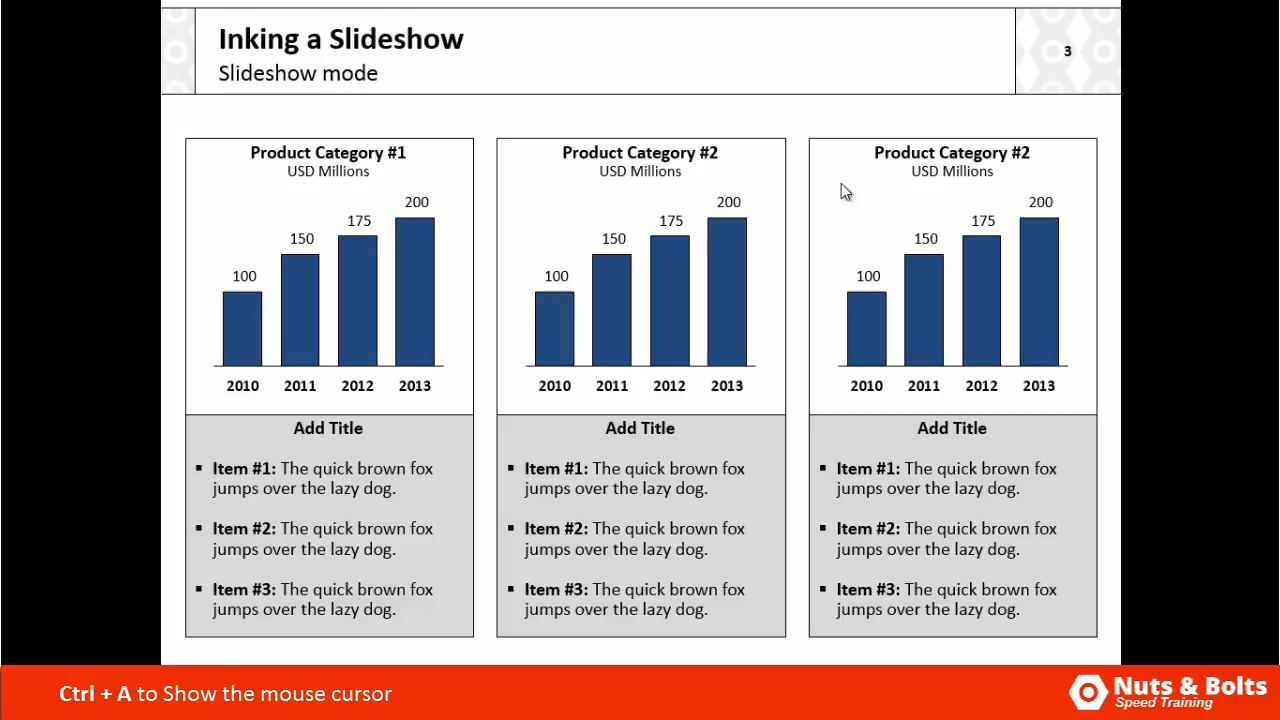 Inking a Slideshow
Slideshow mode
3
Product Category #1
USD Millions
100
150
175
200
2010 2011 2012 2013
Add Title
▪ Item #1: The quick brown fox
jumps over the lazy dog.
▪ Item #2: The quick brown fox
jumps over the lazy dog.
▪ Item #3: The quick brown fox
jumps over the lazy dog.
Product Category #2
USD Millions
100
150
175
200
2010 2011 2012 2013
Add Title
▪ Item #1: The quick brown fox
jumps over the lazy dog.
▪ Item #2: The quick brown fox
jumps over the lazy dog.
▪ Item #3: The quick brown fox
jumps over the lazy dog.
Product Category #2
USD Millions
100
150
175
200
2010 2011 2012 2013
Add Title
▪ Item #1: The quick brown fox
jumps over the lazy dog.
▪ Item #2: The quick brown fox
jumps over the lazy dog.
▪ Item #3: The quick brown fox
jumps over the lazy dog.
Ctrl + A to Show the mouse cursor
Nuts & Bolts
Speed Training